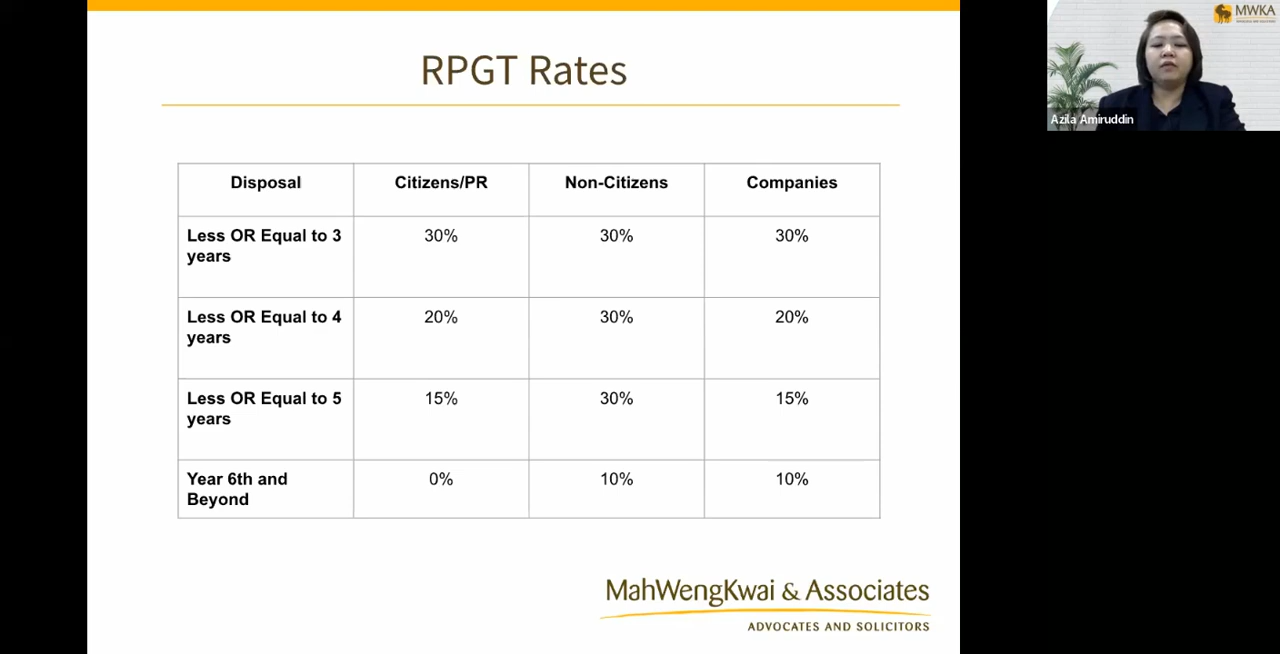 RPGT Rates
Disposal Citizens/PR Non-Citizens Companies
Less OR Equal to 3
years
30% 30% 30%
Less OR Equal to 4
years
20% 30% 20%
Less OR Equal to 5
years
15% 30% 15%
Year 6th and
Beyond
0% 10% 10%
MahWengKwai & Associates
ADVOCATES AND SOLICITORS
MWKA
Azila Amiruddin